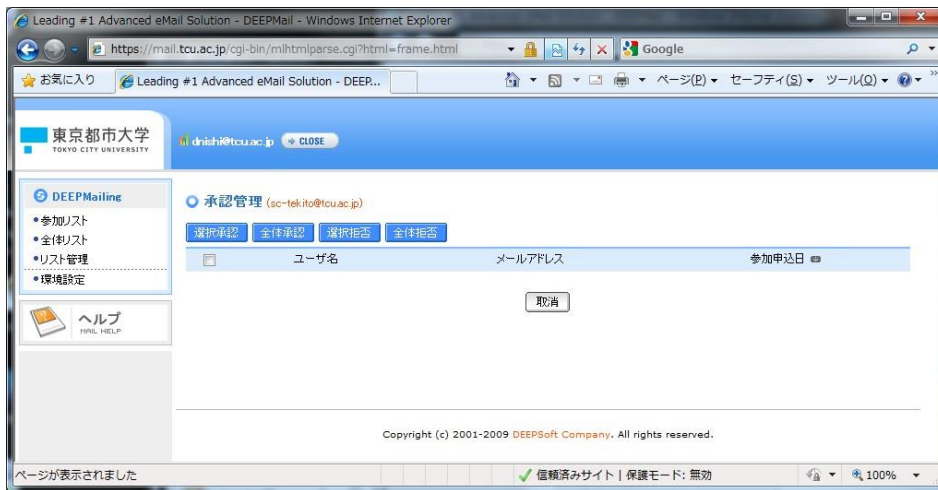 Leading #1 Advanced eMail Solution - DEEPMail - Windows Internet Explorer
https://mail.tcu.ac.jp/cgi-bin/mlhtmlparse.cgi?html=frame.html
Google
お気に入り
Leading #1 Advanced eMail Solution - DEEP...
ページ(P)
セーフティ(S)
ツール(O)
東京都市大学
TOKYO CITY UNIVERSITY
dnishi@tcu.ac.jp
CLOSE
DEEPMailing
•参加リスト
•全体リスト
•リスト管理
•環境設定
ヘルプ
MAIL HELP
承認管理 (sc-tekito@tcu.ac.jp)
選択承認 全体承認 選択拒否 全体拒否
ユーザ名 メールアドレス 参加申込日
取消
Copyright (c) 2001-2009 DEEPSoft Company. All rights reserved.
ページが表示されました
信頼済みサイト | 保護モード: 無効
100%